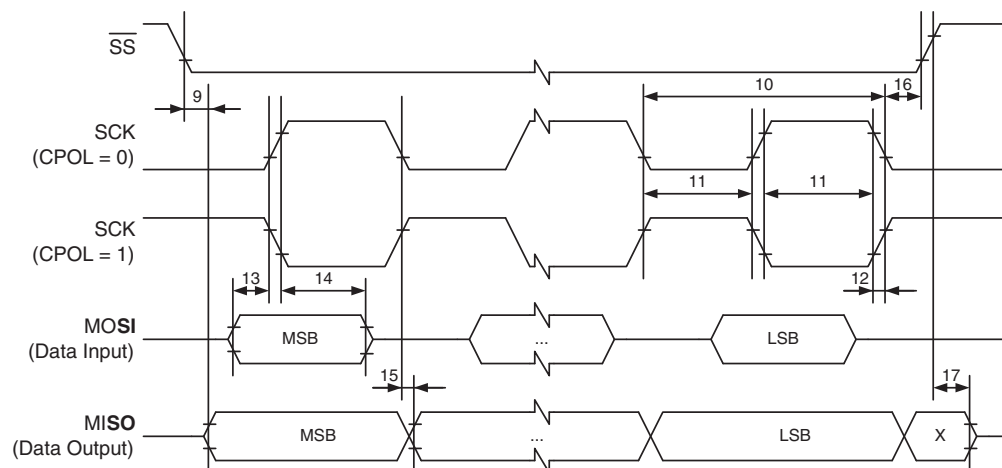 SS
9
10
16
SCK
(CPOL = 0)
11
11
SCK
(CPOL = 1)
13
14
12
MOSI
(Data Input)
MSB
...
LSB
15
17
MISO
(Data Output)
MSB
...
LSB
X